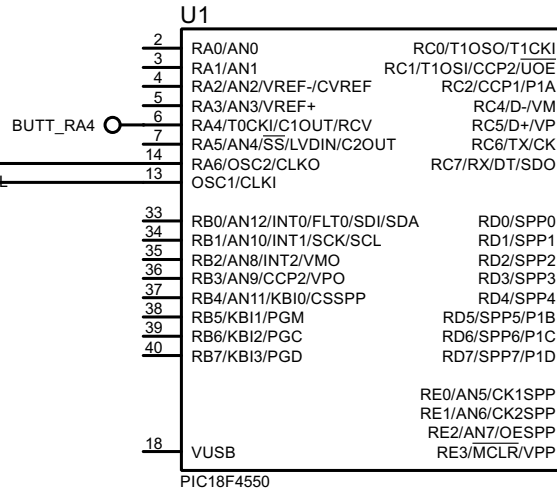 U1
2 RA0/AN0 RC0/T1OSO/T1CKI
3 RA1/AN1 RC1/T1OSI/CCP2/UOE
4 RA2/AN2/VREF-/CVREF RC2/CCP1/P1A
5 RA3/AN3/VREF+ RC4/D-/VM
BUTT_RA4 6 RA4/T0CKI/C1OUT/RCV RC5/D+/VP
7 RA5/AN4/SS/LVDIN/C2OUT RC6/TX/CK
14 RA6/OSC2/CLKO RC7/RX/DT/SDO
13 OSC1/CLKI
33 RB0/AN12/INT0/FLT0/SDI/SDA RD0/SPP0
34 RB1/AN10/INT1/SCK/SCL RD1/SPP1
35 RB2/AN8/INT2/VMO RD2/SPP2
36 RB3/AN9/CCP2/VPO RD3/SPP3
37 RB4/AN11/KBI0/CSSPP RD4/SPP4
38 RB5/KBI1/PGM RD5/SPP5/P1B
39 RB6/KBI2/PGC RD6/SPP6/P1C
40 RB7/KBI3/PGD RD7/SPP7/P1D
RE0/AN5/CK1SPP
RE1/AN6/CK2SPP
RE2/AN7/OESPP
18 VUSB RE3/MCLR/VPP
PIC18F4550